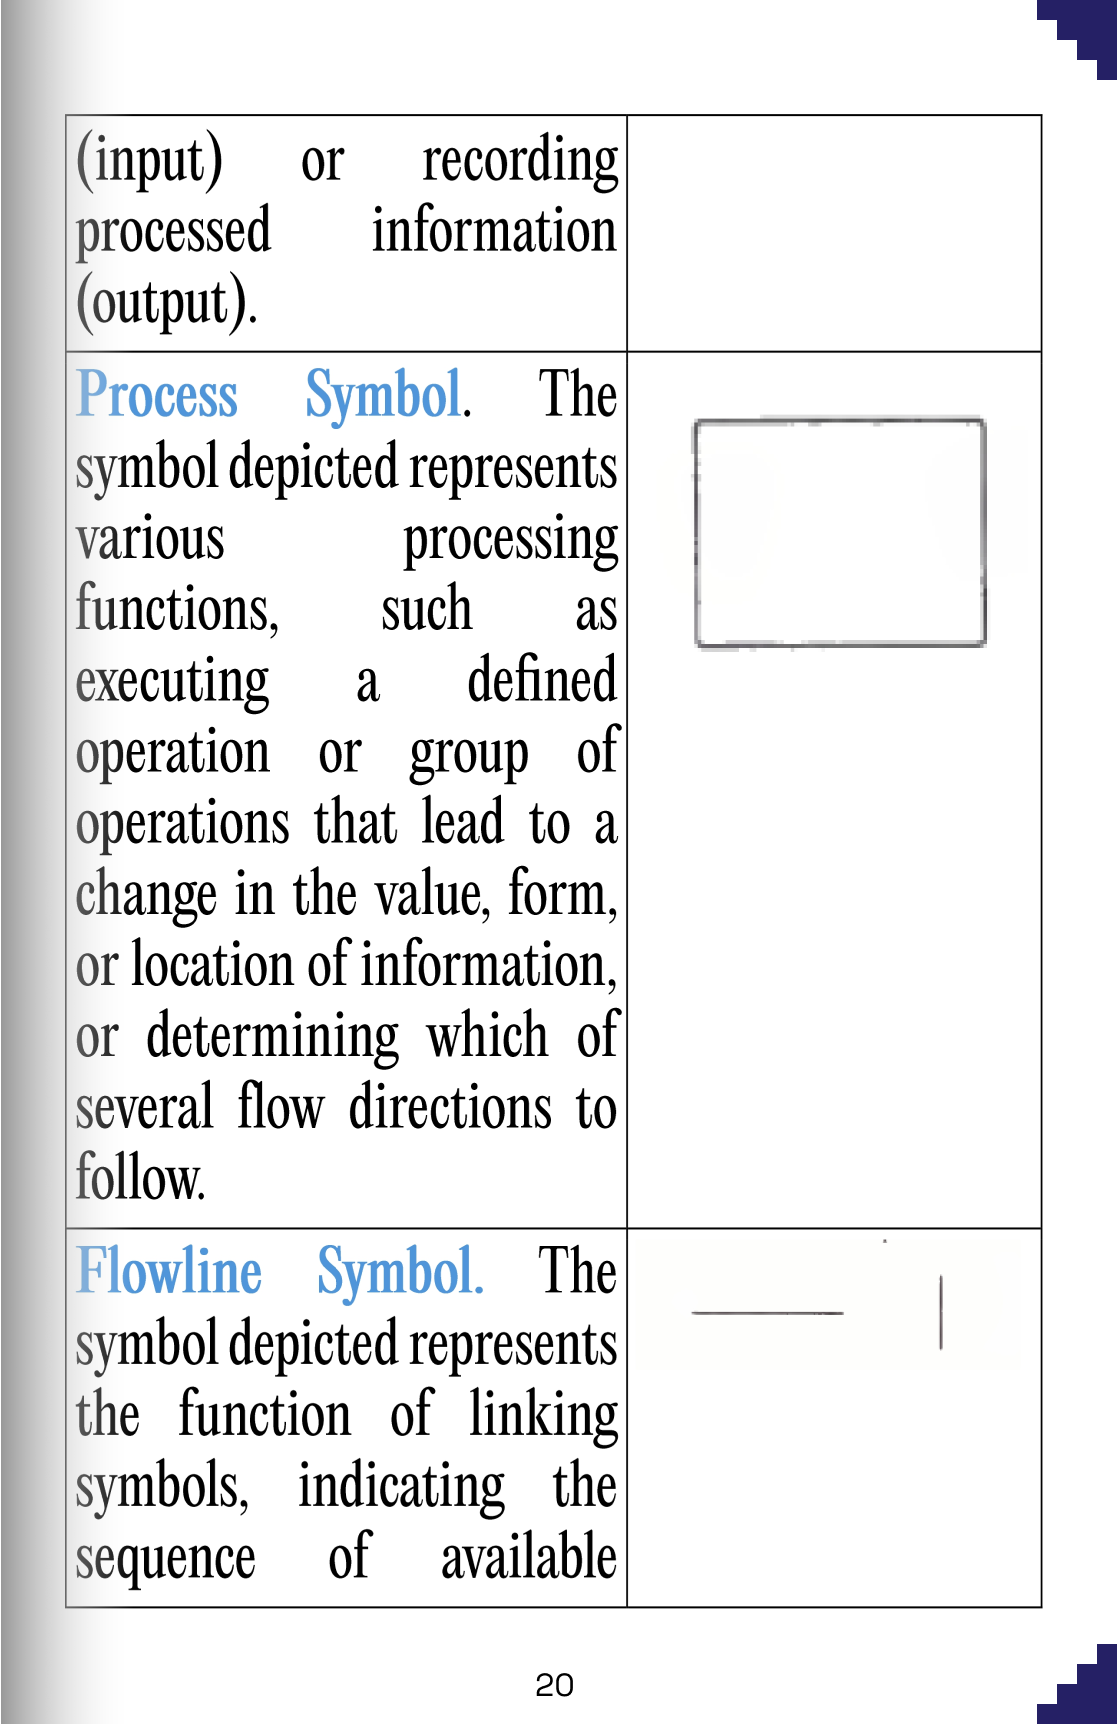 (input) or recording
processed information
(output).
Process Symbol. The
symbol depicted represents
various processing
functions, such as
executing a defined
operation or group of
operations that lead to a
change in the value, form,
or location of information,
or determining which of
several flow directions to
follow.
Flowline Symbol. The
symbol depicted represents
the function of linking
symbols, indicating the
sequence of available
20